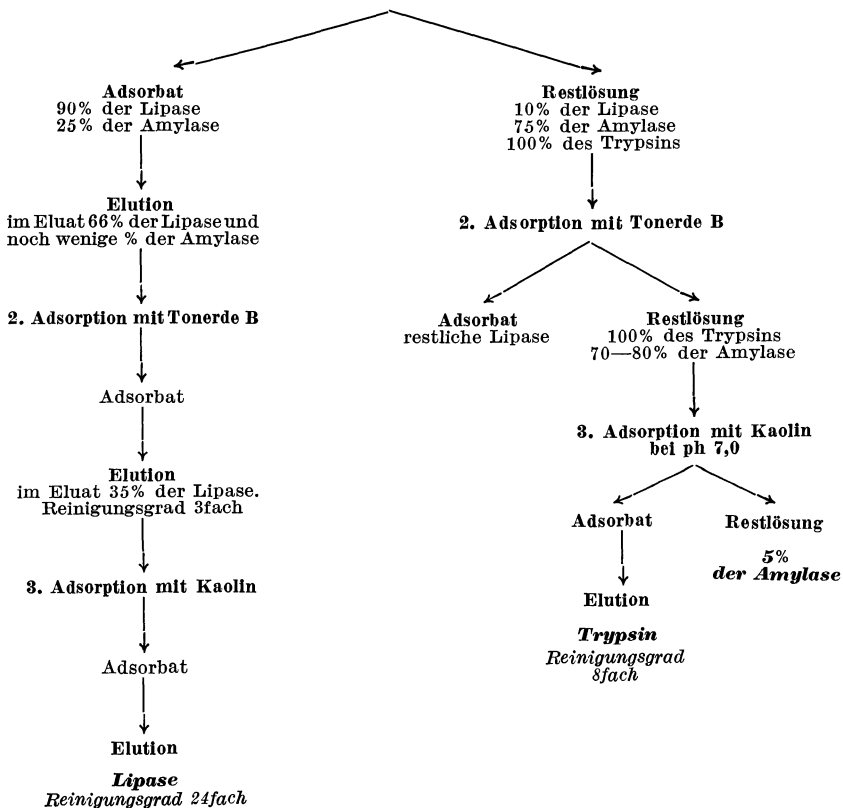 Adsorbat
90% der Lipase
25% der Amylase
Elution
im Eluat 66% der Lipase und
noch wenige % der Amylase
2. Adsorption mit Tonerde B
Adsorbat
Elution
im Eluat 35% der Lipase.
Reinigungsgrad 3fach
3. Adsorption mit Kaolin
Adsorbat
Elution
Lipase
Reinigungsgrad 24fach
Restlösung
10% der Lipase
75% der Amylase
100% des Trypsins
2. Adsorption mit Tonerde B
Adsorbat
restliche Lipase
Restlösung
100% des Trypsins
70—80% der Amylase
3. Adsorption mit Kaolin
bei ph 7,0
Adsorbat
Elution
Trypsin
Reinigungsgrad
8fach
Restlösung
5%
der Amylase